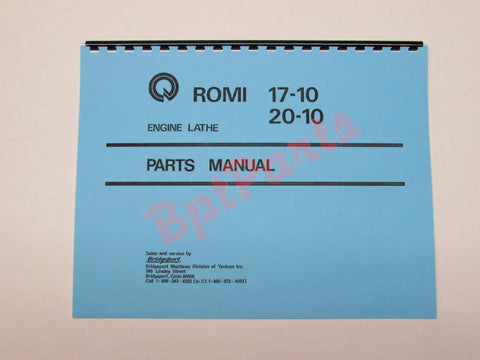 ROMI 17-10
20-10
ENGINE LATHE
PARTS MANUAL
BptParts
Sales and service by
Bridgeport
Bridgeport Machines Division of Textron Inc.
500 Lindley Street
Bridgeport, Conn.